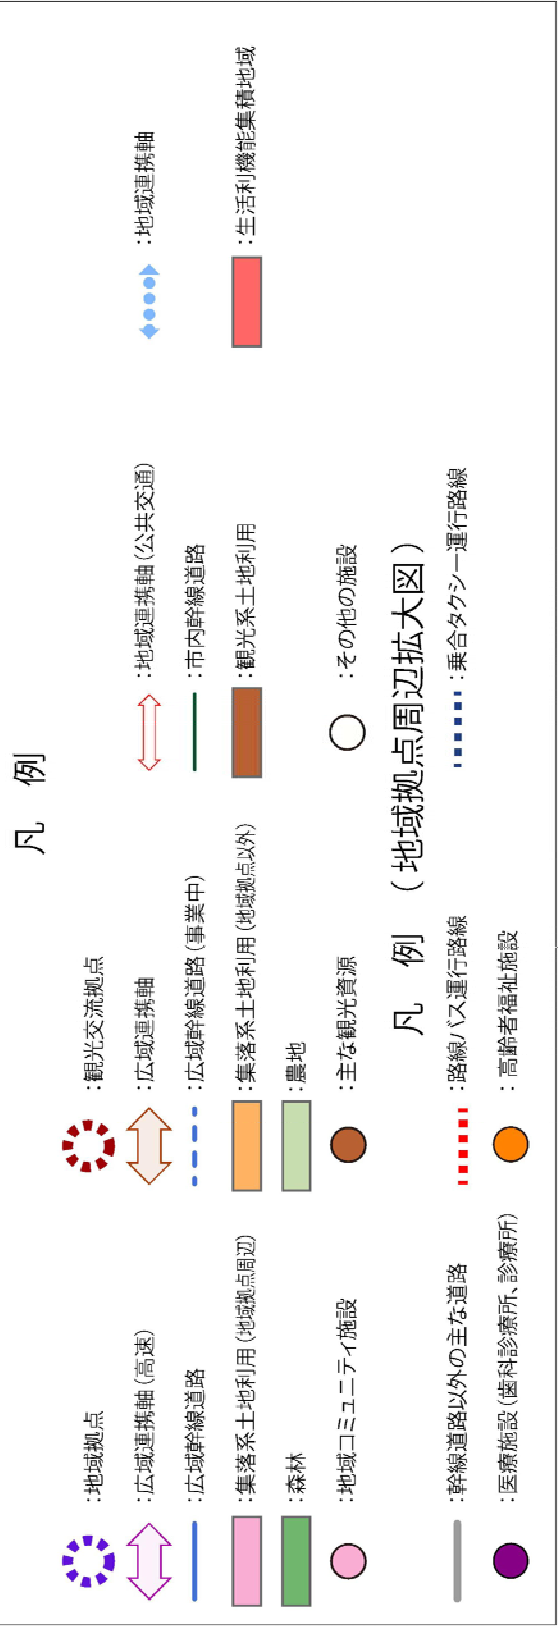 凡　例
：地域拠点　：観光交流拠点
：広域連携軸（高速）　：広域連携軸　：地域連携軸（公共交通）　：地域連携軸
：広域幹線道路　：広域幹線道路（事業中）　：市内幹線道路
：集落系土地利用（地域拠点周辺）　：集落系土地利用（地域拠点以外）　：観光系土地利用　：生活利機能集積地域
：森林　：農地
：地域コミュニティ施設　：主な観光資源　：その他の施設
凡　例　（地域拠点周辺拡大図）
：幹線道路以外の主な道路　：路線バス運行路線　：乗合タクシー運行路線
：医療施設（歯科診療所、診療所）　：高齢者福祉施設